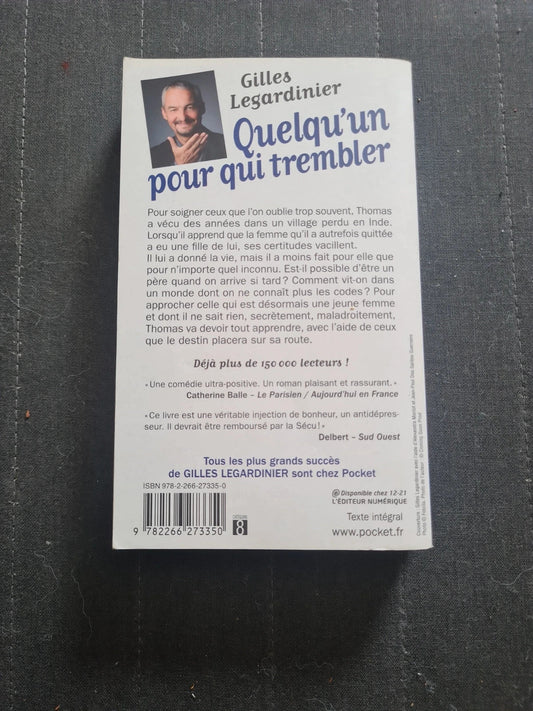 Gilles
Legardinier
Quelqu'un
pour qui trembler
Pour soigner ceux que l'on oublie trop souvent, Thomas
a vécu des années dans un village perdu en Inde.
Lorsqu'il apprend que la femme qu'il a autrefois quittée
a eu une fille de lui, ses certitudes vacillent.
Il lui a donné la vie, mais il a moins fait pour elle que
pour n'importe quel inconnu. Est-il possible d'être un
père quand on arrive si tard ? Comment vit-on dans
un monde dont on ne connaît plus les codes ? Pour
approcher celle qui est désormais une jeune femme
et dont il ne sait rien, secrètement, maladroitement,
Thomas va devoir tout apprendre, avec l'aide de ceux
que le destin placera sur sa route.
Déjà plus de 150 000 lecteurs !
« Une comédie ultra-positive. Un roman plaisant et rassurant. »
Catherine Balle – Le Parisien / Aujourd'hui en France
« Ce livre est une véritable injection de bonheur, un antidépres-
seur. Il devrait être remboursé par la Sécu ! »
Delbert – Sud Ouest
Tous les plus grands succès
de GILLES LEGARDINIER sont chez Pocket
ISBN 978-2-266-27335-0
9 782266 273350
CATÉGORIE
8
@ Disponible chez 12-21
L'ÉDITEUR NUMÉRIQUE
Texte intégral
www.pocket.fr